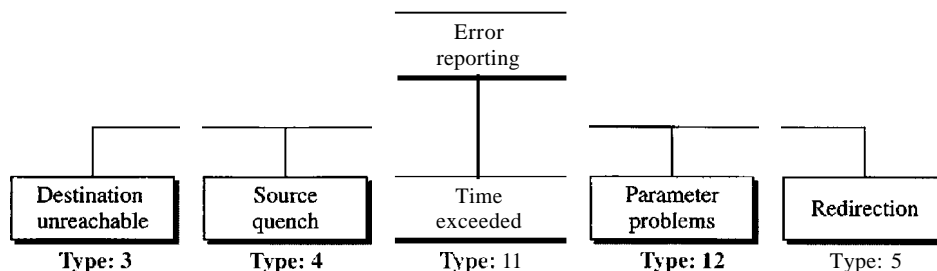 Error
reporting
Destination
unreachable
Source
quench
Time
exceeded
Parameter
problems
Redirection
Type: 3
Type: 4
Type: 11
Type: 12
Type: 5